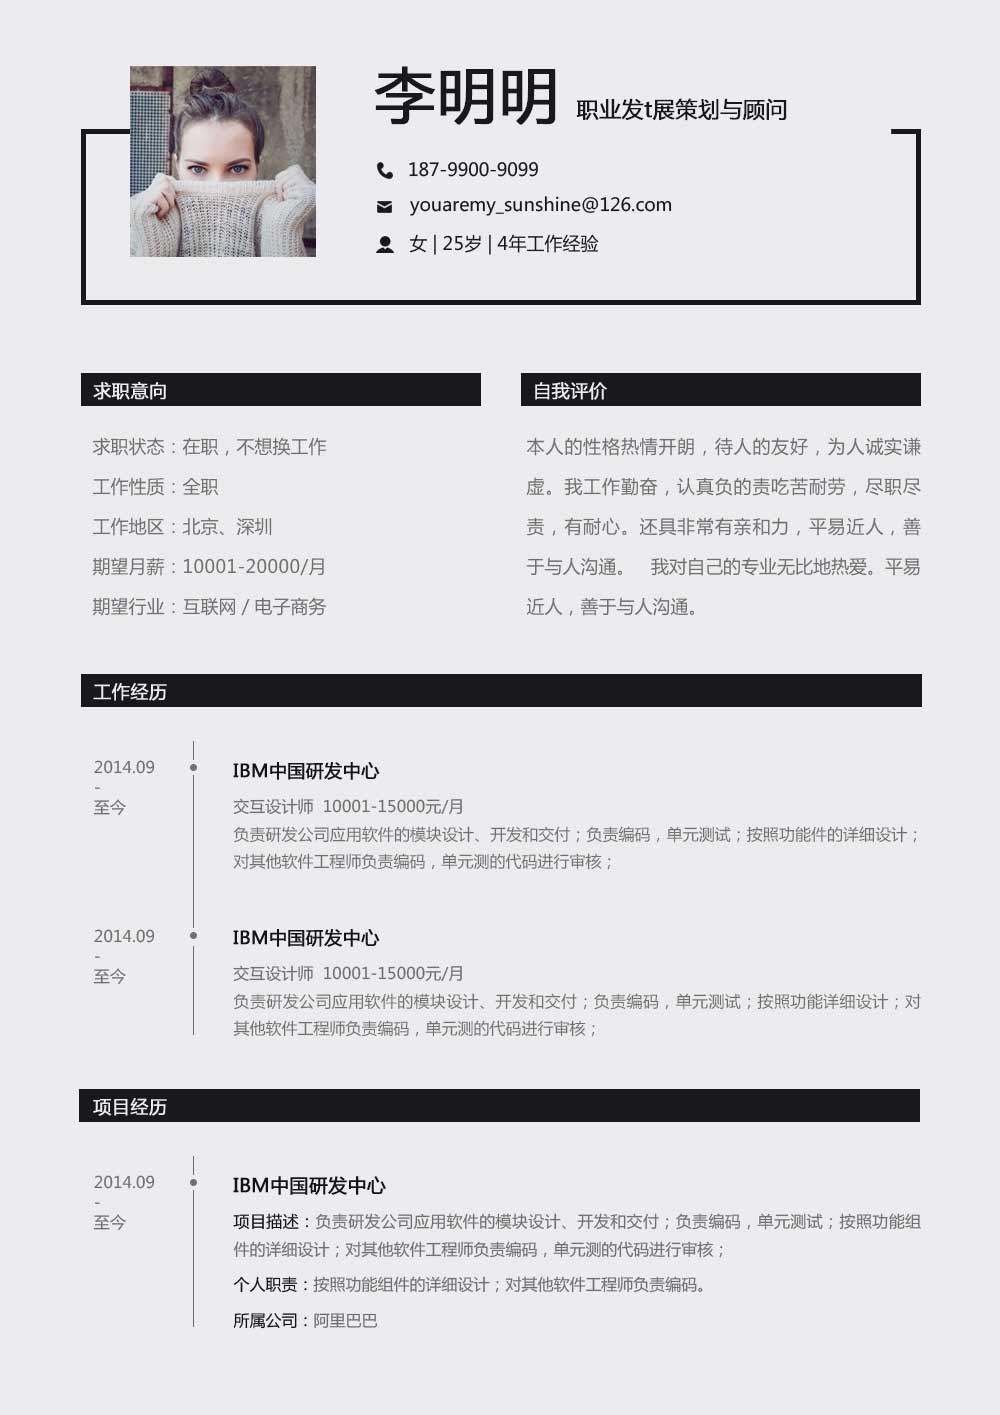 李明明 职业发t展策划与顾问
187-9900-9099
youaremy_sunshine@126.com
女 | 25岁 | 4年工作经验
求职意向
求职状态：在职，不想换工作
工作性质：全职
工作地区：北京、深圳
期望月薪：10001-20000/月
期望行业：互联网 / 电子商务
自我评价
本人的性格热情开朗，待人的友好，为人诚实谦
虚。我工作勤奋，认真负的责吃苦耐劳，尽职尽
责，有耐心。还具非常有亲和力，平易近人，善
于与人沟通。 我对自己的专业无比地热爱。平易
近人，善于与人沟通。
工作经历
2014.09
-
至今
IBM中国研发中心
交互设计师 10001-15000元/月
负责研发公司应用软件的模块设计、开发和交付；负责编码，单元测试；按照功能件的详细设计；
对其他软件工程师负责编码，单元测的代码进行审核；
2014.09
-
至今
IBM中国研发中心
交互设计师 10001-15000元/月
负责研发公司应用软件的模块设计、开发和交付；负责编码，单元测试；按照功能详细设计；对
其他软件工程师负责编码，单元测的代码进行审核；
项目经历
2014.09
-
至今
IBM中国研发中心
项目描述：负责研发公司应用软件的模块设计、开发和交付；负责编码，单元测试；按照功能组
件的详细设计；对其他软件工程师负责编码，单元测的代码进行审核；
个人职责：按照功能组件的详细设计；对其他软件工程师负责编码。
所属公司：阿里巴巴